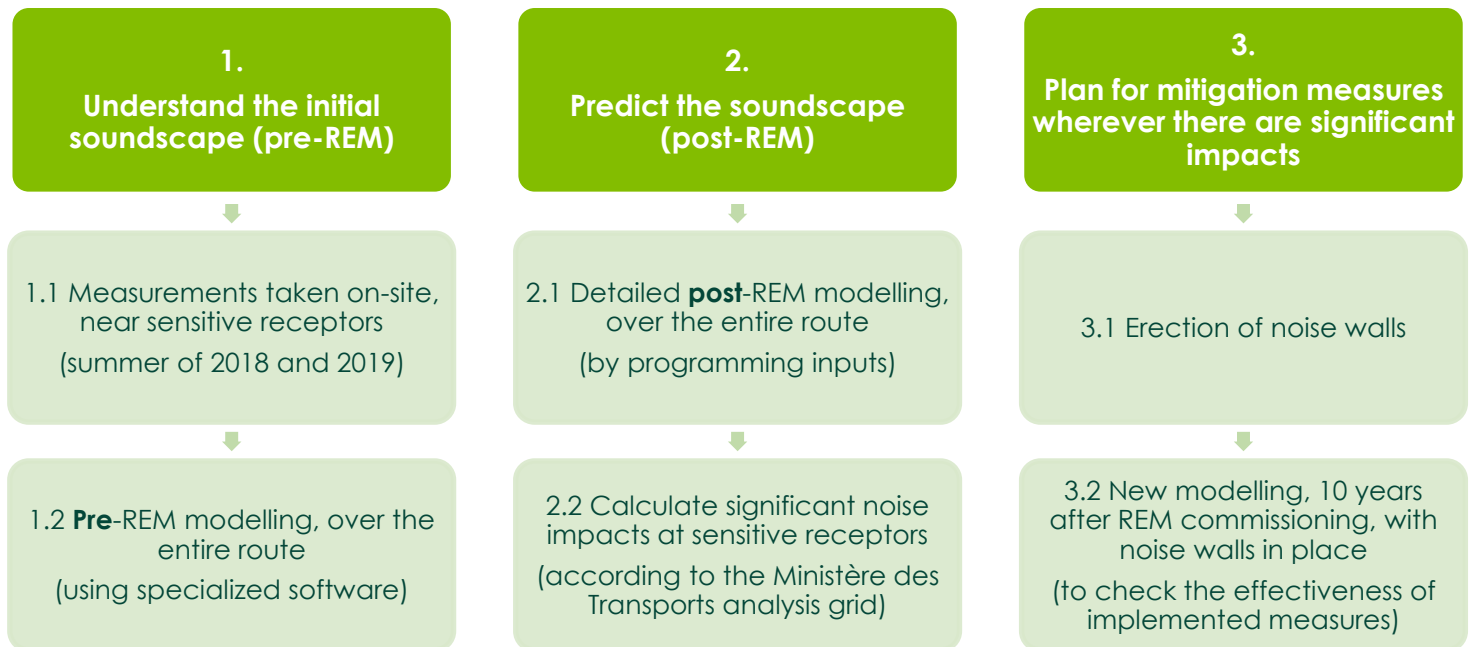 1.
Understand the initial
soundscape (pre-REM)
1.1 Measurements taken on-site,
near sensitive receptors
(summer of 2018 and 2019)
1.2 Pre-REM modelling, over the
entire route
(using specialized software)
2.
Predict the soundscape
(post-REM)
2.1 Detailed post-REM modelling,
over the entire route
(by programming inputs)
2.2 Calculate significant noise
impacts at sensitive receptors
(according to the Ministère des
Transports analysis grid)
3.
Plan for mitigation measures
wherever there are significant
impacts
3.1 Erection of noise walls
3.2 New modelling, 10 years
after REM commissioning, with
noise walls in place
(to check the effectiveness of
implemented measures)